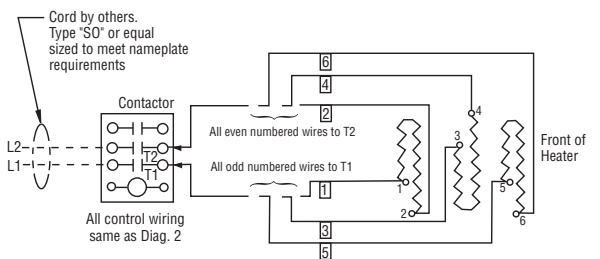 Cord by others.
Type "SO" or equal
sized to meet nameplate
requirements
Contactor
L2
L1
T2
T1
All control wiring
same as Diag. 2
6
4
2
All even numbered wires to T2
All odd numbered wires to T1
1
3
5
1
2
3
4
5
6
Front of
Heater